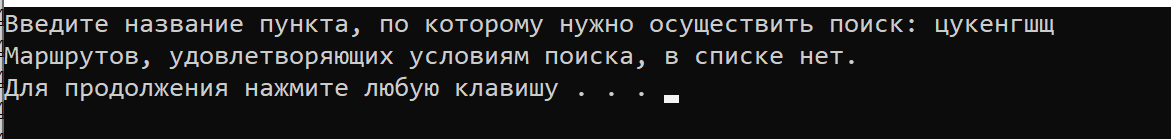 Введите название пункта, по которому нужно осуществить поиск: цукенгшщ
Маршрутов, удовлетворяющих условиям поиска, в списке нет.
Для продолжения нажмите любую клавишу . . .